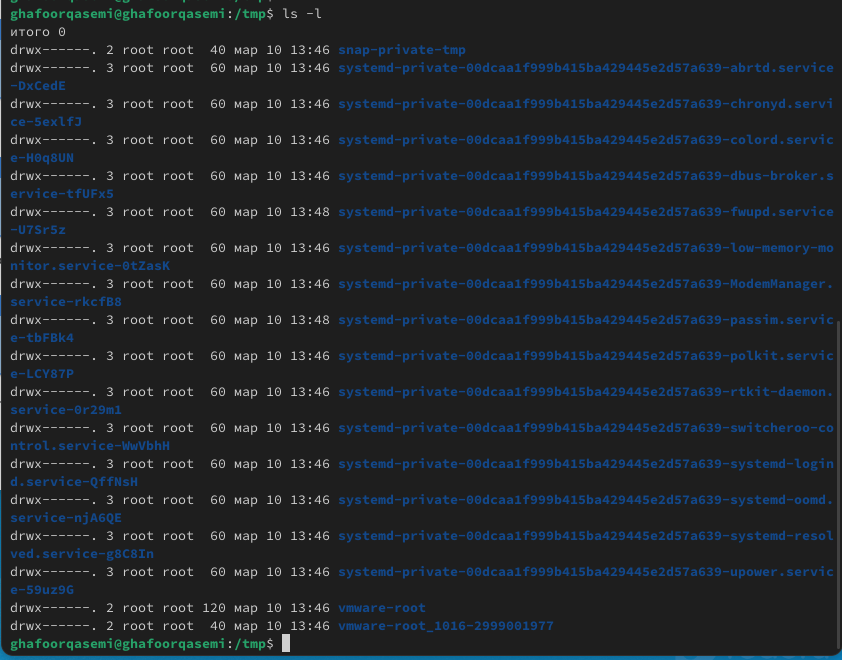 ghafoorqasemi@ghafoorqasemi:/tmp$ ls -l
итого 0
drwx------. 2 root root  40 мар 10 13:46 snap-private-tmp
drwx------. 3 root root  60 мар 10 13:46 systemd-private-00dcaa1f999b415ba429445e2d57a639-abrtd.service
-DxCedE
drwx------. 3 root root  60 мар 10 13:46 systemd-private-00dcaa1f999b415ba429445e2d57a639-chronyd.servi
ce-5exlfJ
drwx------. 3 root root  60 мар 10 13:46 systemd-private-00dcaa1f999b415ba429445e2d57a639-colord.servic
e-H0q8UN
drwx------. 3 root root  60 мар 10 13:46 systemd-private-00dcaa1f999b415ba429445e2d57a639-dbus-broker.s
ervice-tfUFx5
drwx------. 3 root root  60 мар 10 13:48 systemd-private-00dcaa1f999b415ba429445e2d57a639-fwupd.service
-U7Sr5z
drwx------. 3 root root  60 мар 10 13:46 systemd-private-00dcaa1f999b415ba429445e2d57a639-low-memory-mo
nitor.service-0tZasK
drwx------. 3 root root  60 мар 10 13:46 systemd-private-00dcaa1f999b415ba429445e2d57a639-ModemManager.
service-rkcfB8
drwx------. 3 root root  60 мар 10 13:48 systemd-private-00dcaa1f999b415ba429445e2d57a639-passim.servic
e-tbFBk4
drwx------. 3 root root  60 мар 10 13:46 systemd-private-00dcaa1f999b415ba429445e2d57a639-polkit.servic
e-LCY87P
drwx------. 3 root root  60 мар 10 13:46 systemd-private-00dcaa1f999b415ba429445e2d57a639-rtkit-daemon.
service-0r29m1
drwx------. 3 root root  60 мар 10 13:46 systemd-private-00dcaa1f999b415ba429445e2d57a639-switcheroo-co
ntrol.service-WwVbhH
drwx------. 3 root root  60 мар 10 13:46 systemd-private-00dcaa1f999b415ba429445e2d57a639-systemd-login
d.service-QffNsH
drwx------. 3 root root  60 мар 10 13:46 systemd-private-00dcaa1f999b415ba429445e2d57a639-systemd-oomd.
service-njA6QE
drwx------. 3 root root  60 мар 10 13:46 systemd-private-00dcaa1f999b415ba429445e2d57a639-systemd-resol
ved.service-g8C8In
drwx------. 3 root root  60 мар 10 13:46 systemd-private-00dcaa1f999b415ba429445e2d57a639-upower.servic
e-59uz9G
drwx------. 2 root root 120 мар 10 13:46 vmware-root
drwx------. 2 root root  40 мар 10 13:46 vmware-root_1016-2999001977
ghafoorqasemi@ghafoorqasemi:/tmp$